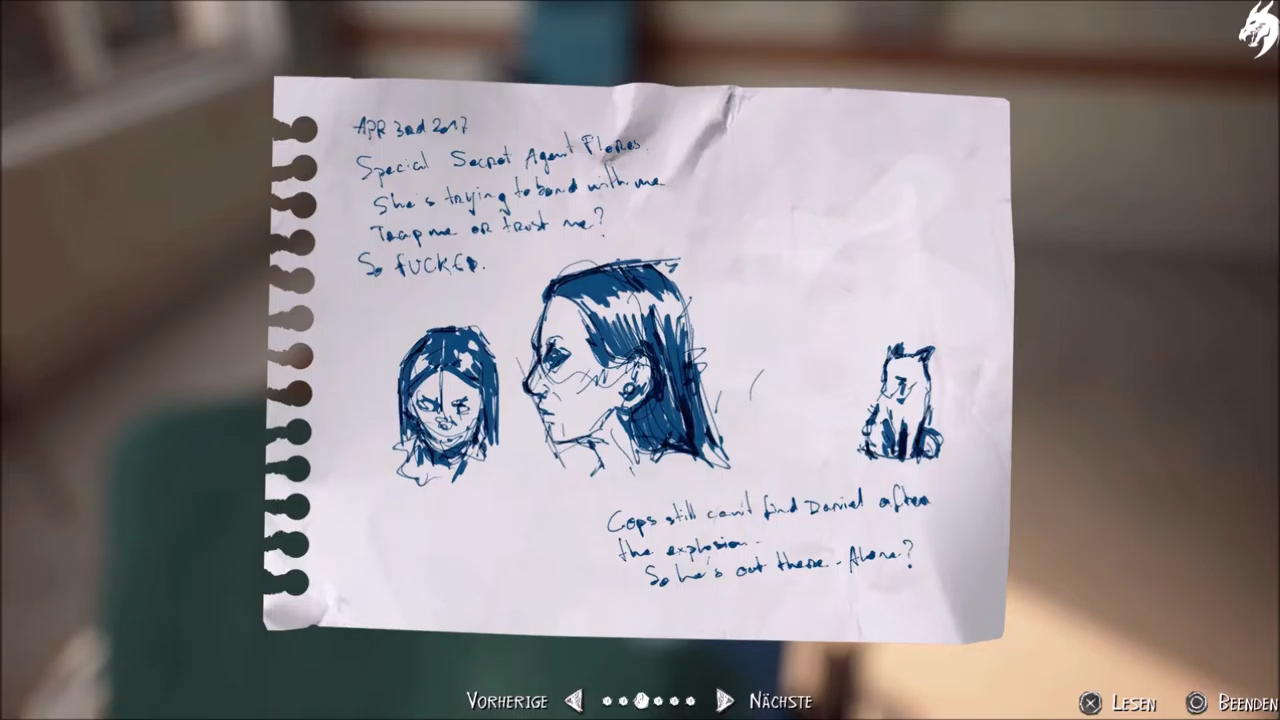 APR 3rd 2017
Special Secret Agent Flores.
She's trying to bond with me
Trap me or trust me?
So FUCKED.
Cops still can't find Daniel after
the explosion.
So he's out there. Alone?
VORHERIGE
NÄCHSTE
LESEN
BEENDEN